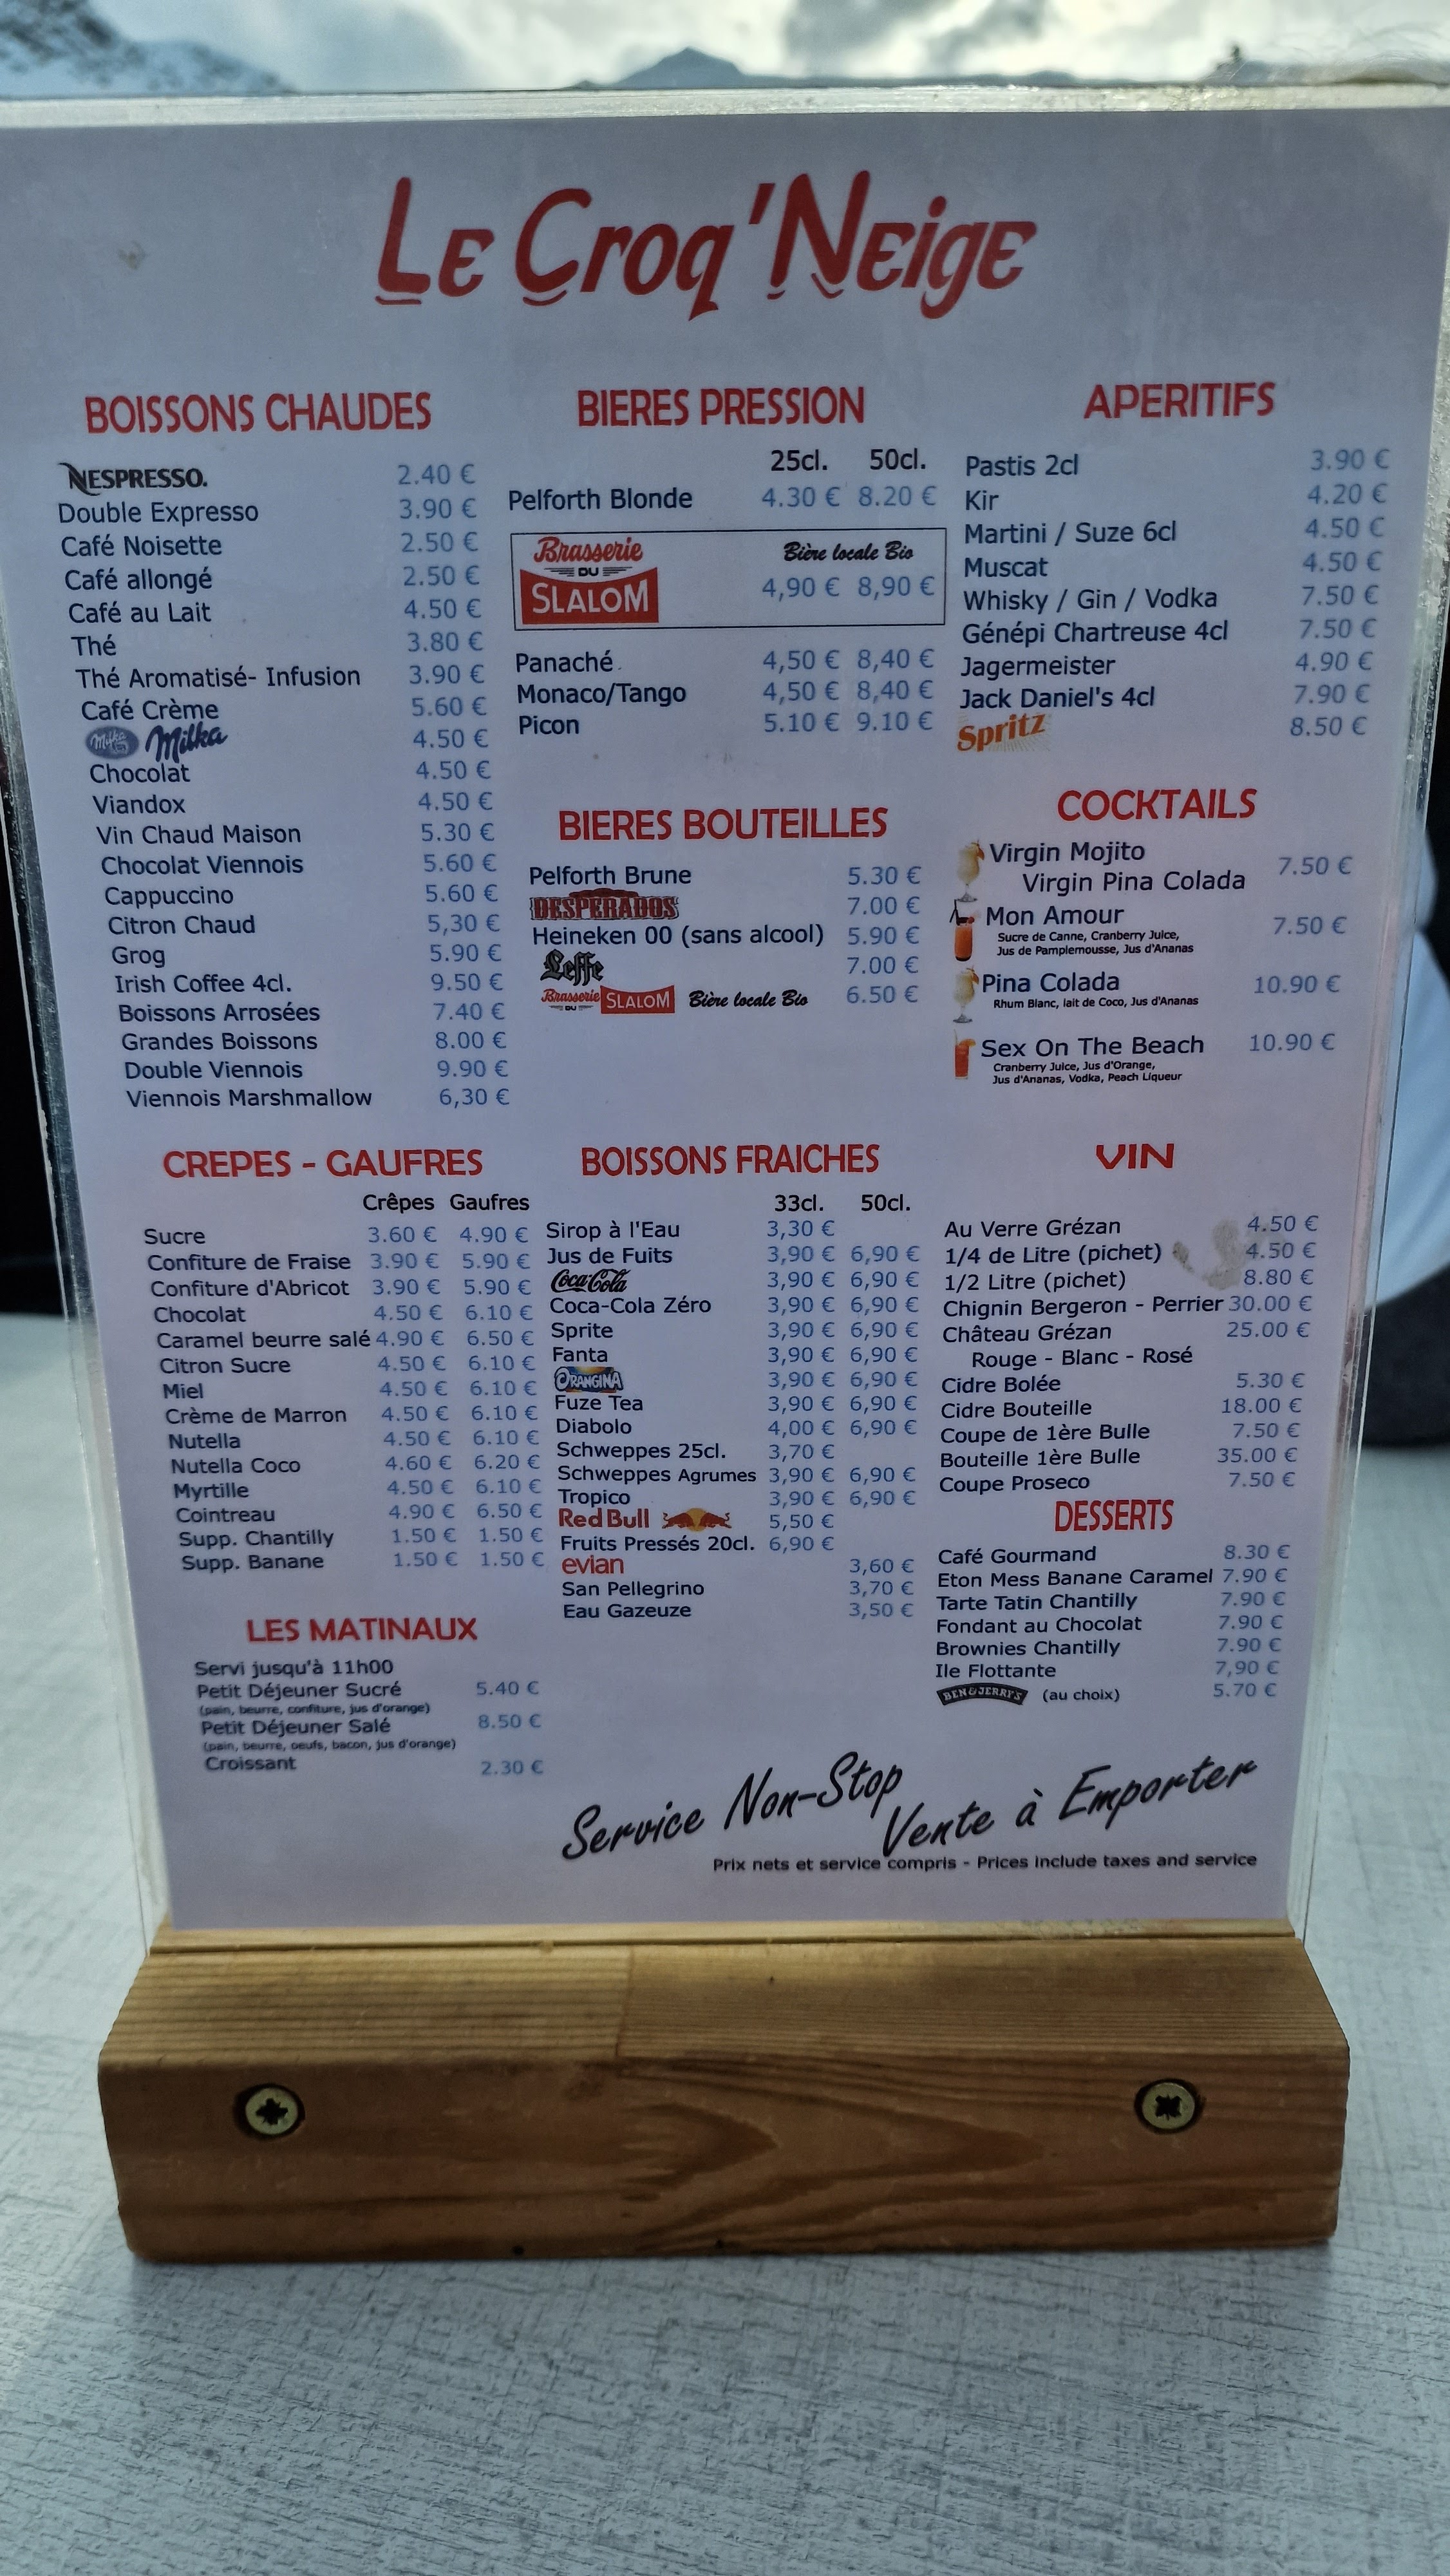 Le Croq'Neige
BOISSONS CHAUDES
NESPRESSO. 2.40 €
Double Expresso 3.90 €
Café Noisette 2.50 €
Café allongé 2.50 €
Café au Lait 4.50 €
Thé 3.80 €
Thé Aromatisé- Infusion 3.90 €
Café Crème 5.60 €
Milka Milka 4.50 €
Chocolat 4.50 €
Viandox 4.50 €
Vin Chaud Maison 5.30 €
Chocolat Viennois 5.60 €
Cappuccino 5.60 €
Citron Chaud 5,30 €
Grog 5.90 €
Irish Coffee 4cl. 9.50 €
Boissons Arrosées 7.40 €
Grandes Boissons 8.00 €
Double Viennois 9.90 €
Viennois Marshmallow 6,30 €
BIERES PRESSION
25cl. 50cl.
Pelforth Blonde 4.30 € 8.20 €
Brasserie
DU
SLALOM
Bière locale Bio
4,90 € 8,90 €
Panaché 4,50 € 8,40 €
Monaco/Tango 4,50 € 8,40 €
Picon 5.10 € 9.10 €
BIERES BOUTEILLES
Pelforth Brune 5.30 €
DESPERADOS 7.00 €
Heineken 00 (sans alcool) 5.90 €
Leffe 7.00 €
Brasserie DU SLALOM Bière locale Bio 6.50 €
APERITIFS
Pastis 2cl 3.90 €
Kir 4.20 €
Martini / Suze 6cl 4.50 €
Muscat 4.50 €
Whisky / Gin / Vodka 7.50 €
Génépi Chartreuse 4cl 7.50 €
Jagermeister 4.90 €
Jack Daniel's 4cl 7.90 €
Spritz 8.50 €
COCKTAILS
Virgin Mojito
Virgin Pina Colada 7.50 €
Mon Amour 7.50 €
Sucre de Canne, Cranberry Juice,
Jus de Pamplemousse, Jus d'Ananas
Pina Colada 10.90 €
Rhum Blanc, lait de Coco, Jus d'Ananas
Sex On The Beach 10.90 €
Cranberry Juice, Jus d'Orange,
Jus d'Ananas, Vodka, Peach Liqueur
CREPES - GAUFRES
Crêpes Gaufres
Sucre 3.60 € 4.90 €
Confiture de Fraise 3.90 € 5.90 €
Confiture d'Abricot 3.90 € 5.90 €
Chocolat 4.50 € 6.10 €
Caramel beurre salé 4.90 € 6.50 €
Citron Sucre 4.50 € 6.10 €
Miel 4.50 € 6.10 €
Crème de Marron 4.50 € 6.10 €
Nutella 4.50 € 6.10 €
Nutella Coco 4.60 € 6.20 €
Myrtille 4.50 € 6.10 €
Cointreau 4.90 € 6.50 €
Supp. Chantilly 1.50 € 1.50 €
Supp. Banane 1.50 € 1.50 €
LES MATINAUX
Servi jusqu'à 11h00
Petit Déjeuner Sucré 5.40 €
(pain, beurre, confiture, jus d'orange)
Petit Déjeuner Salé 8.50 €
(pain, beurre, oeufs, bacon, jus d'orange)
Croissant 2.30 €
BOISSONS FRAICHES
33cl. 50cl.
Sirop à l'Eau 3,30 €
Jus de Fuits 3,90 € 6,90 €
Coca-Cola 3,90 € 6,90 €
Coca-Cola Zéro 3,90 € 6,90 €
Sprite 3,90 € 6,90 €
Fanta 3,90 € 6,90 €
ORANGINA 3,90 € 6,90 €
Fuze Tea 3,90 € 6,90 €
Diabolo 4,00 € 6,90 €
Schweppes 25cl. 3,70 €
Schweppes Agrumes 3,90 € 6,90 €
Tropico 3,90 € 6,90 €
Red Bull 5,50 €
Fruits Pressés 20cl. 6,90 €
evian 3,60 €
San Pellegrino 3,70 €
Eau Gazeuze 3,50 €
VIN
Au Verre Grézan 4.50 €
1/4 de Litre (pichet) 4.50 €
1/2 Litre (pichet) 8.80 €
Chignin Bergeron - Perrier 30.00 €
Château Grézan 25.00 €
Rouge - Blanc - Rosé
Cidre Bolée 5.30 €
Cidre Bouteille 18.00 €
Coupe de 1ère Bulle 7.50 €
Bouteille 1ère Bulle 35.00 €
Coupe Proseco 7.50 €
DESSERTS
Café Gourmand 8.30 €
Eton Mess Banane Caramel 7.90 €
Tarte Tatin Chantilly 7.90 €
Fondant au Chocolat 7.90 €
Brownies Chantilly 7.90 €
Ile Flottante 7,90 €
BEN & JERRY'S (au choix) 5.70 €
Service Non-Stop
Vente à Emporter
Prix nets et service compris - Prices include taxes and service